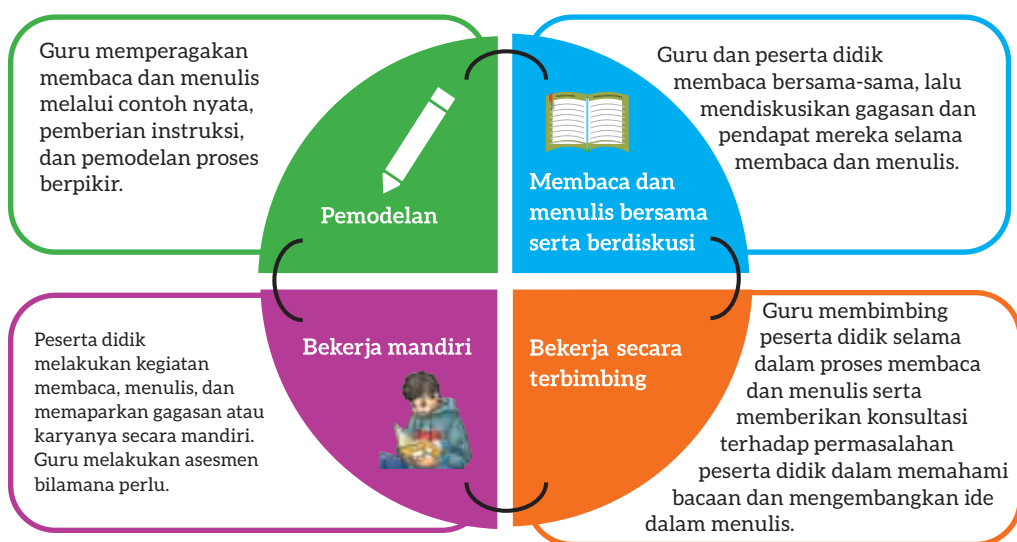 Guru memperagakan
membaca dan menulis
melalui contoh nyata,
pemberian instruksi,
dan pemodelan proses
berpikir.
Pemodelan
Guru dan peserta didik
membaca bersama-sama, lalu
mendiskusikan gagasan dan
pendapat mereka selama
membaca dan menulis.
Membaca dan
menulis bersama
serta berdiskusi
Peserta didik
melakukan kegiatan
membaca, menulis, dan
memaparkan gagasan atau
karyanya secara mandiri.
Guru melakukan asesmen
bilamana perlu.
Bekerja mandiri
Bekerja secara
terbimbing
Guru membimbing
peserta didik selama
dalam proses membaca
dan menulis serta
memberikan konsultasi
terhadap permasalahan
peserta didik dalam memahami
bacaan dan mengembangkan ide
dalam menulis.